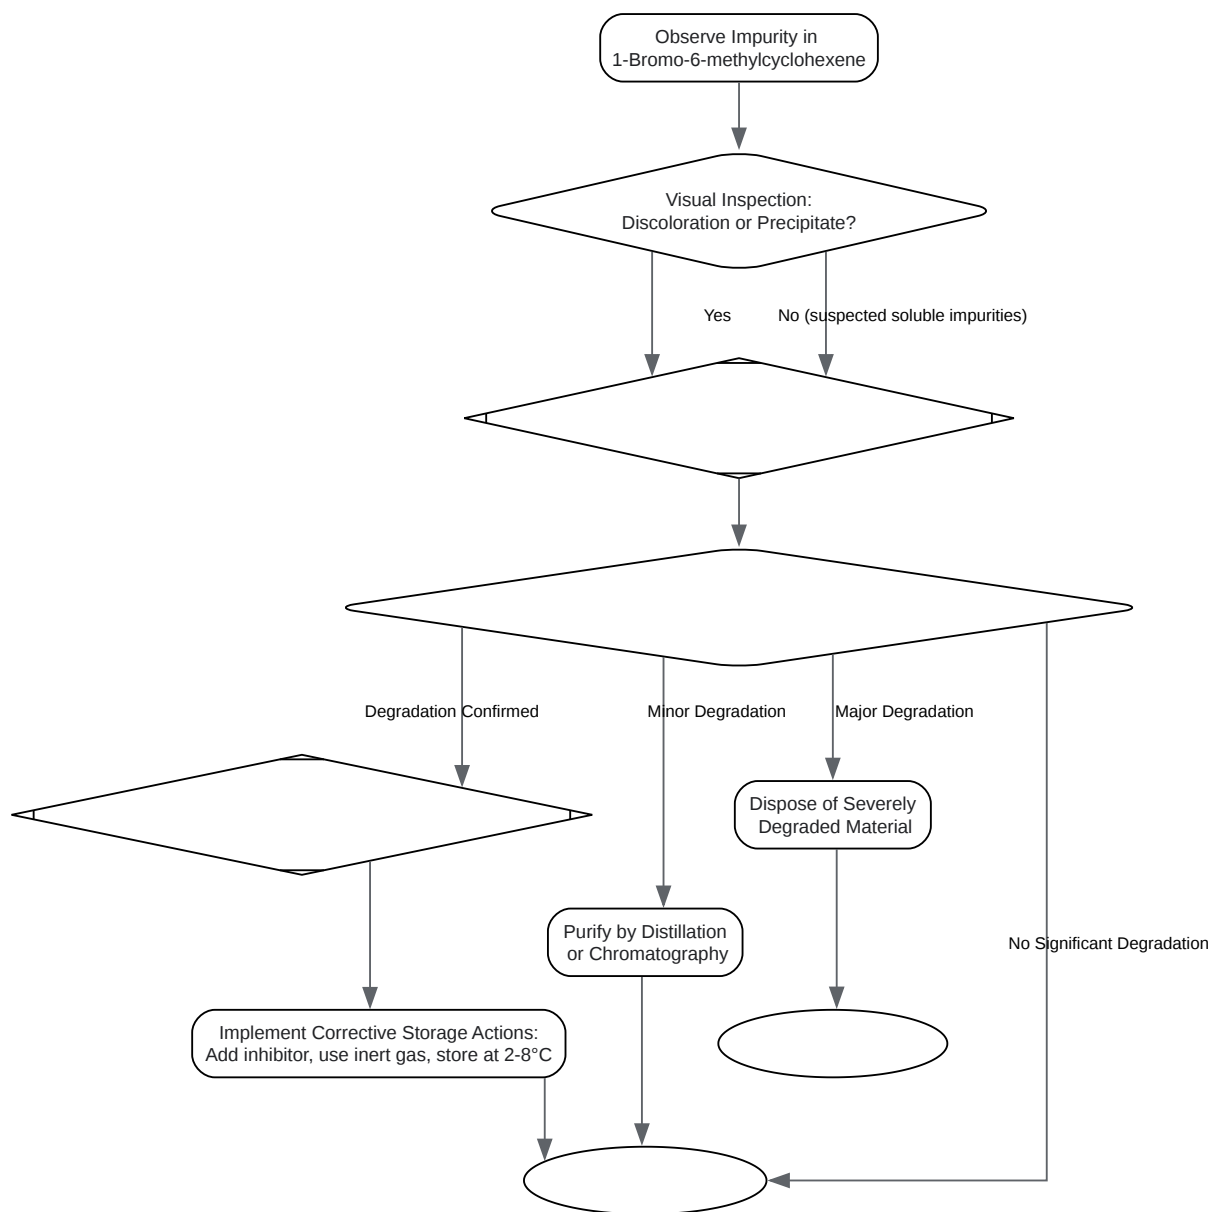 Observe Impurity in
1-Bromo-6-methylcyclohexene
Visual Inspection:
Discoloration or Precipitate?
Yes
No (suspected soluble impurities)
Degradation Confirmed
Minor Degradation
Major Degradation
Dispose of Severely
Degraded Material
Purify by Distillation
or Chromatography
No Significant Degradation
Implement Corrective Storage Actions:
Add inhibitor, use inert gas, store at 2-8°C